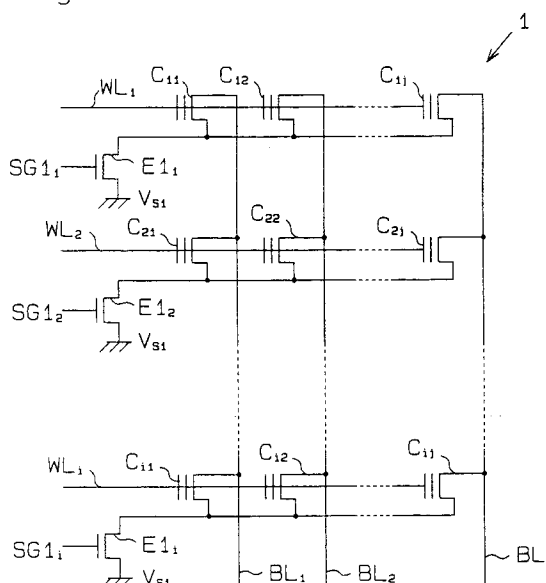 1
C₁₁ C₁₂ C₁ⱼ
WL₁
SG1₁ E1₁
Vs₁
C₂₁ C₂₂ C₂ⱼ
WL₂
SG1₂ E1₂
Vs₁
WLᵢ Cᵢ₁ Cᵢ₂ Cᵢⱼ
SG1ᵢ E1ᵢ
Vs₁ BL₁ BL₂ BL